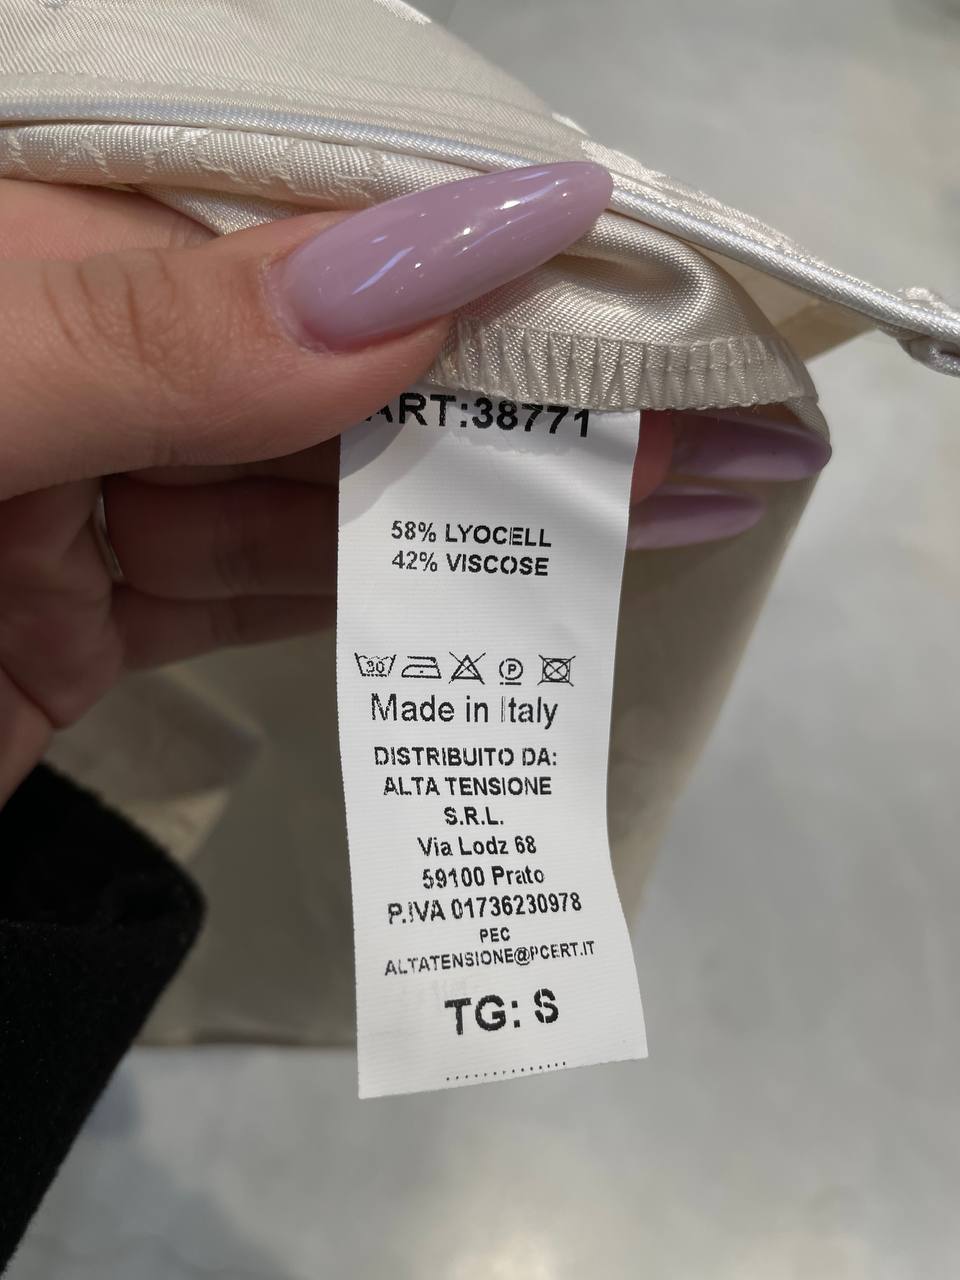 ART:38771
58% LYOCELL
42% VISCOSE
30 P
Made in Italy
DISTRIBUITO DA:
ALTA TENSIONE
S.R.L.
Via Lodz 68
59100 Prato
P.IVA 01736230978
PEC
ALTATENSIONE@PCERT.IT
TG: S